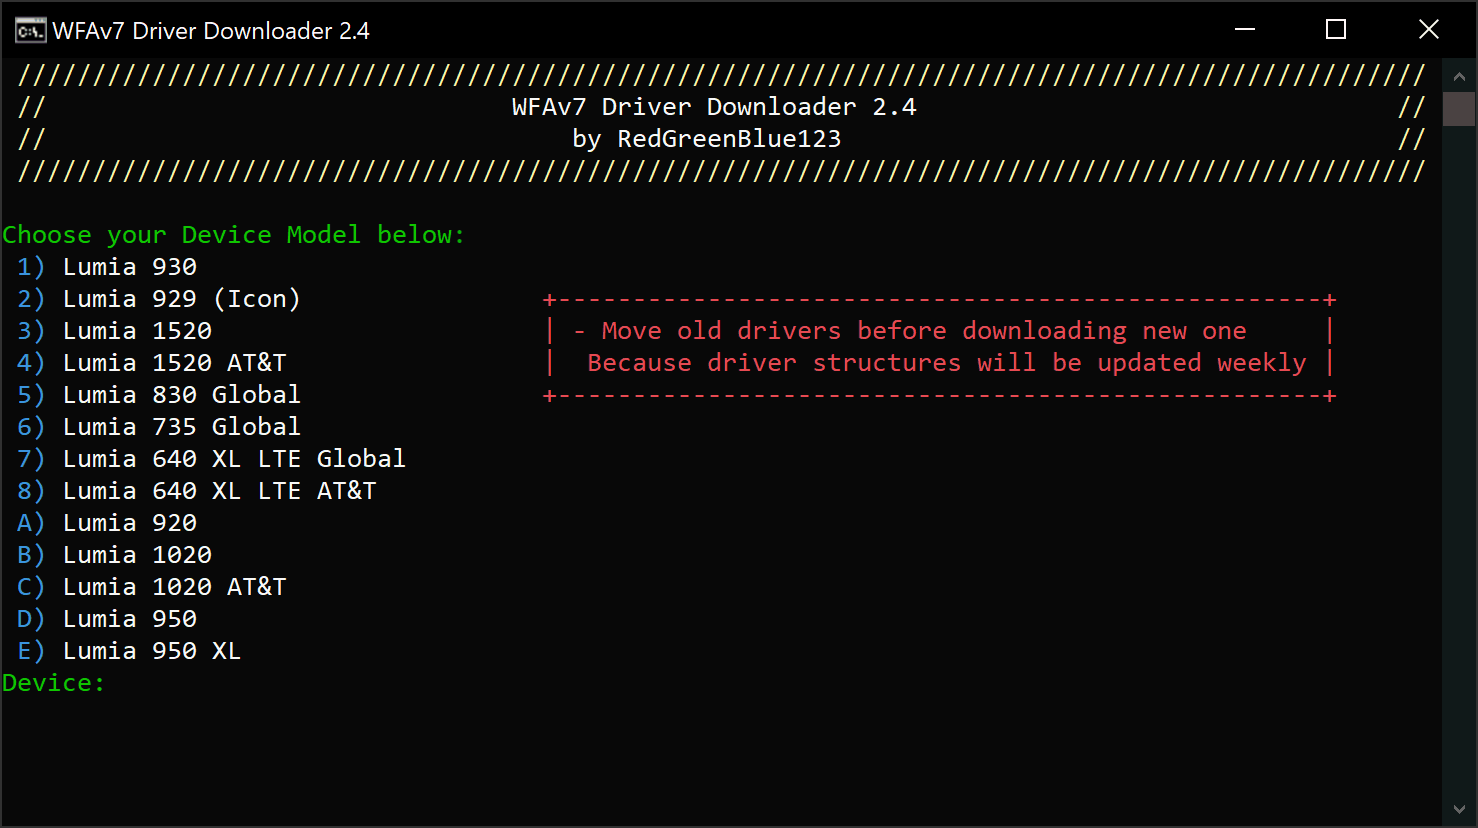 WFAv7 Driver Downloader 2.4
//////////////////////////////////////////////////////////////////////////////////////////////
// WFAv7 Driver Downloader 2.4 //
// by RedGreenBlue123 //
//////////////////////////////////////////////////////////////////////////////////////////////
Choose your Device Model below:
1) Lumia 930
2) Lumia 929 (Icon) +---------------------------------------------------+
3) Lumia 1520 | - Move old drivers before downloading new one |
4) Lumia 1520 AT&T | Because driver structures will be updated weekly |
5) Lumia 830 Global +---------------------------------------------------+
6) Lumia 735 Global
7) Lumia 640 XL LTE Global
8) Lumia 640 XL LTE AT&T
A) Lumia 920
B) Lumia 1020
C) Lumia 1020 AT&T
D) Lumia 950
E) Lumia 950 XL
Device: